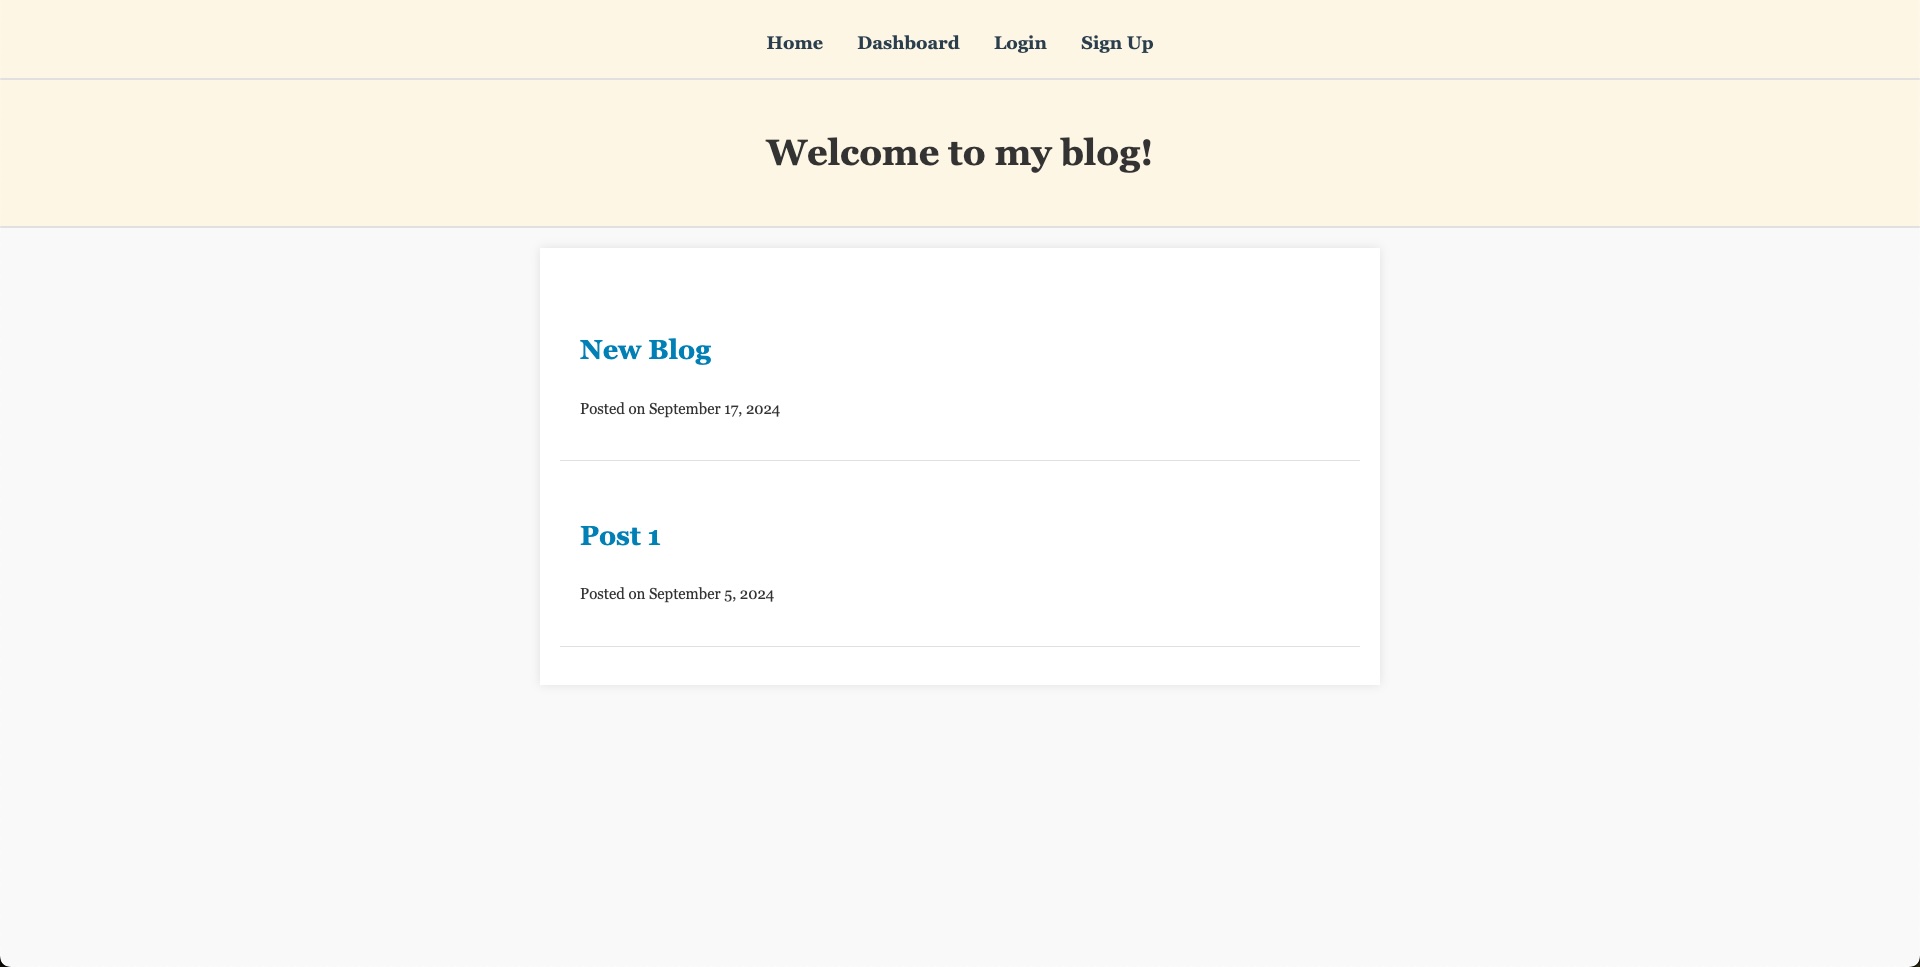 Home Dashboard Login Sign Up
Welcome to my blog!
New Blog
Posted on September 17, 2024
Post 1
Posted on September 5, 2024